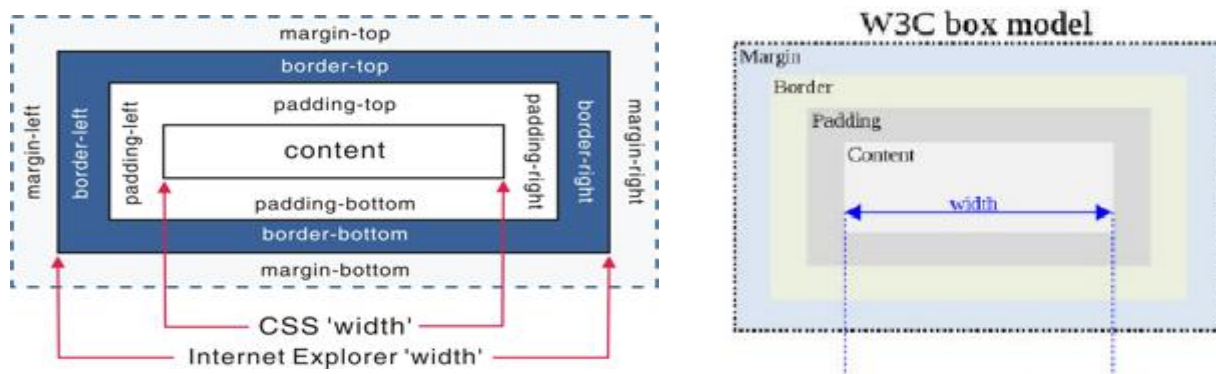 margin-top
border-top
padding-top
margin-left
border-left
padding-left
content
padding-right
border-right
margin-right
padding-bottom
border-bottom
margin-bottom
CSS 'width'
Internet Explorer 'width'
W3C box model
Margin
Border
Padding
Content
width